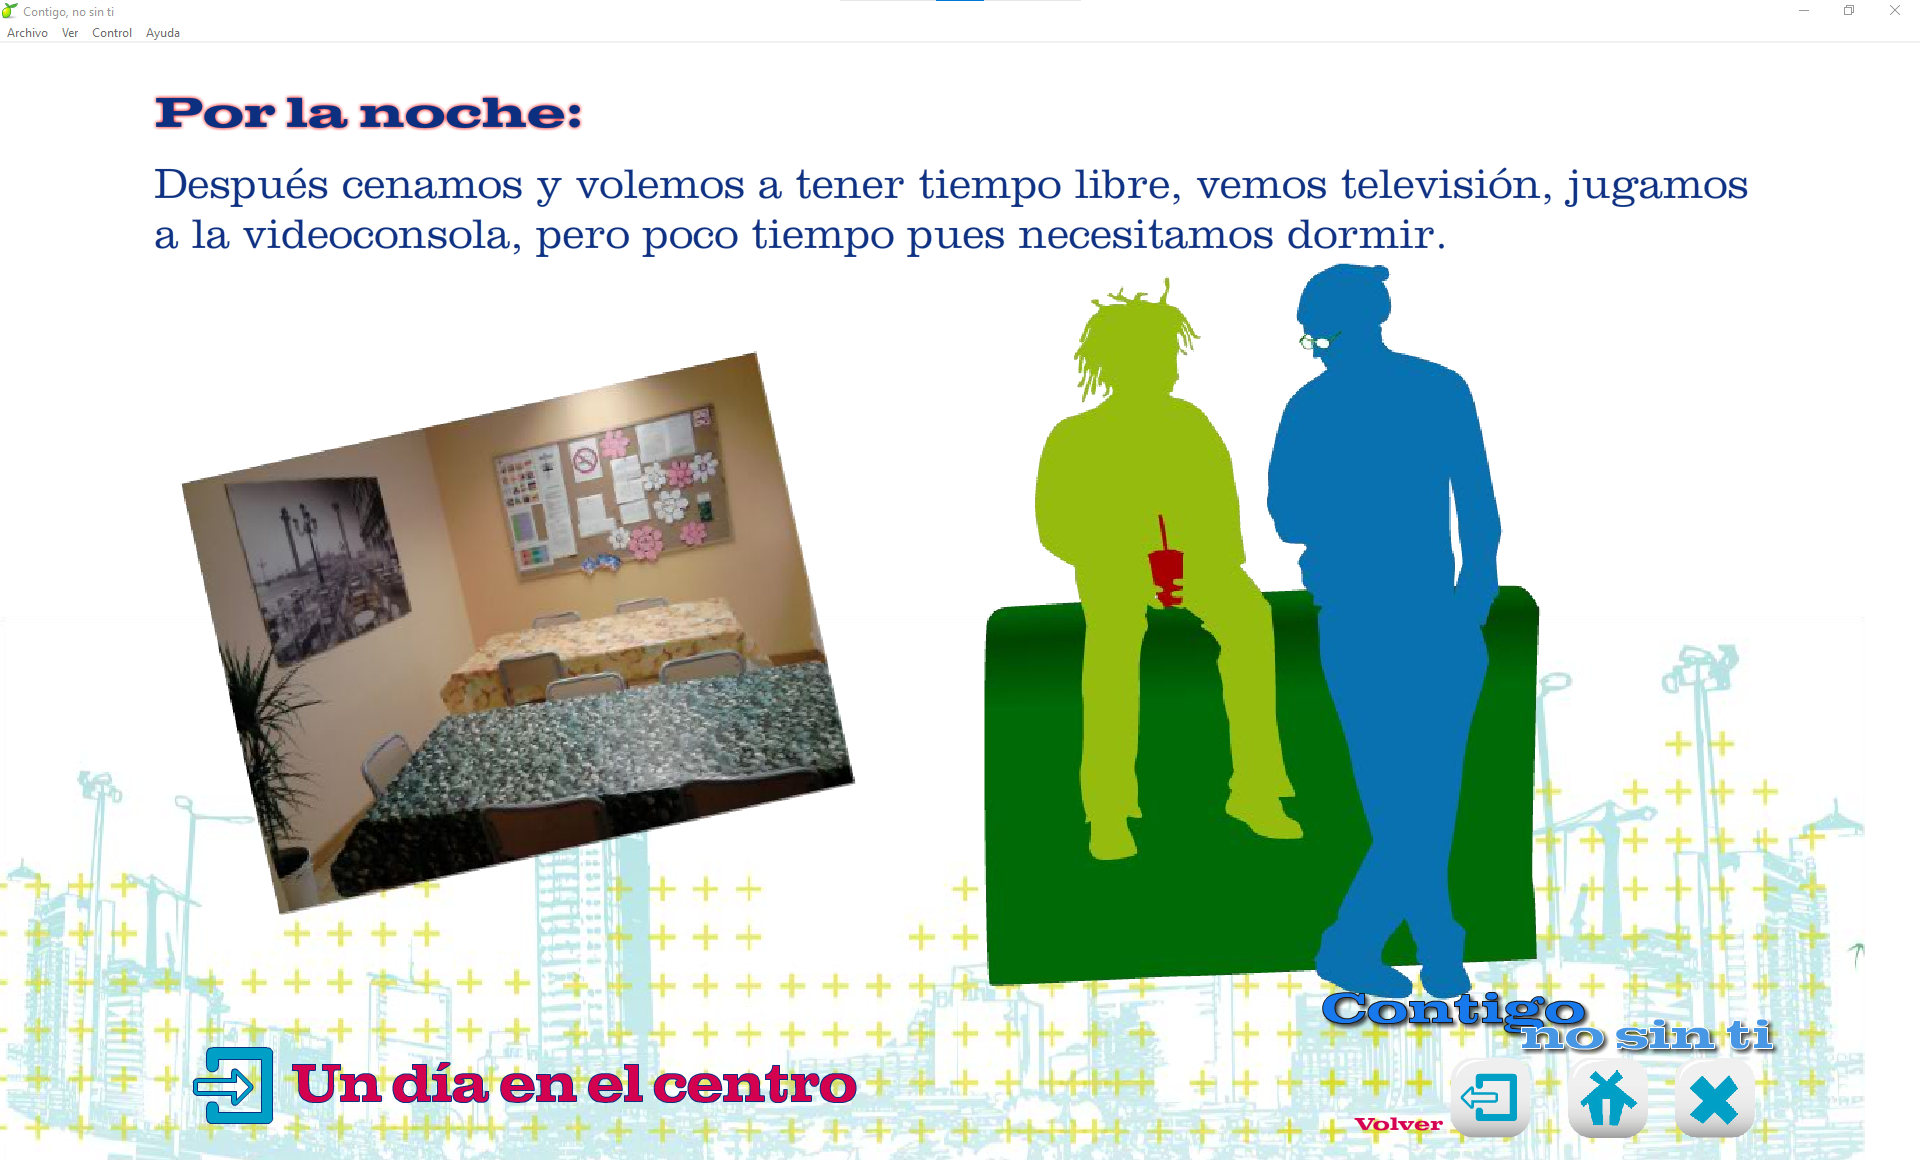 Contigo, no sin ti
Archivo Ver Control Ayuda
Por la noche:
Después cenamos y volemos a tener tiempo libre, vemos televisión, jugamos
a la videoconsola, pero poco tiempo pues necesitamos dormir.
Contigo
no sin ti
Un día en el centro
Volver